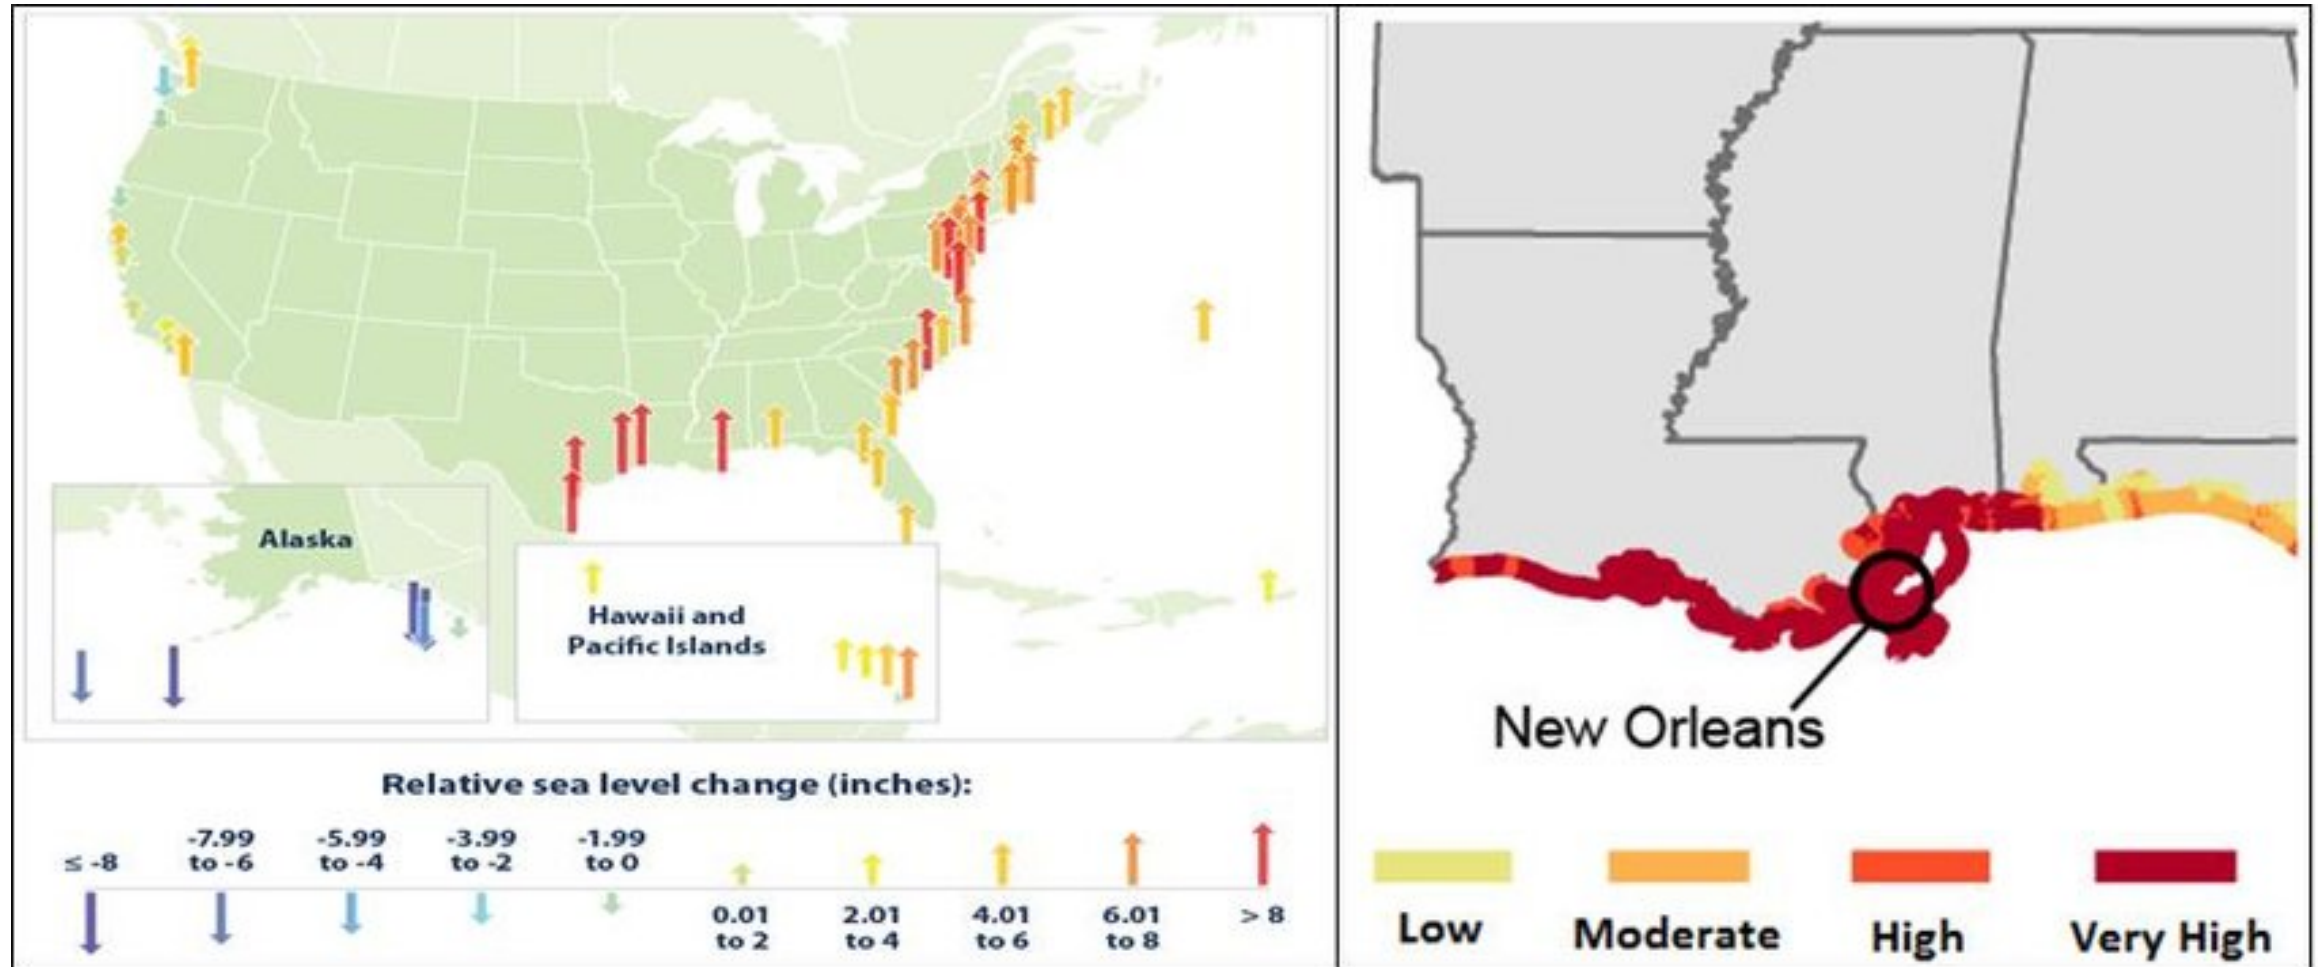 Alaska
Hawaii and
Pacific Islands
Relative sea level change (inches):
≤ -8
-7.99
to -6
-5.99
to -4
-3.99
to -2
-1.99
to 0
0.01
to 2
2.01
to 4
4.01
to 6
6.01
to 8
> 8
New Orleans
Low
Moderate
High
Very High